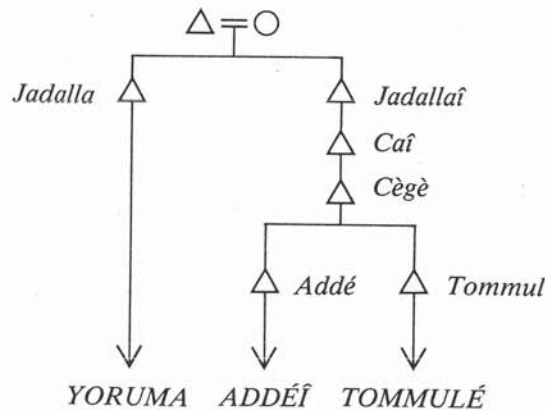 Jadalla Jadallaî
Caî
Cègè
Addé Tommul
YORUMA ADDÉÎ TOMMULÉ